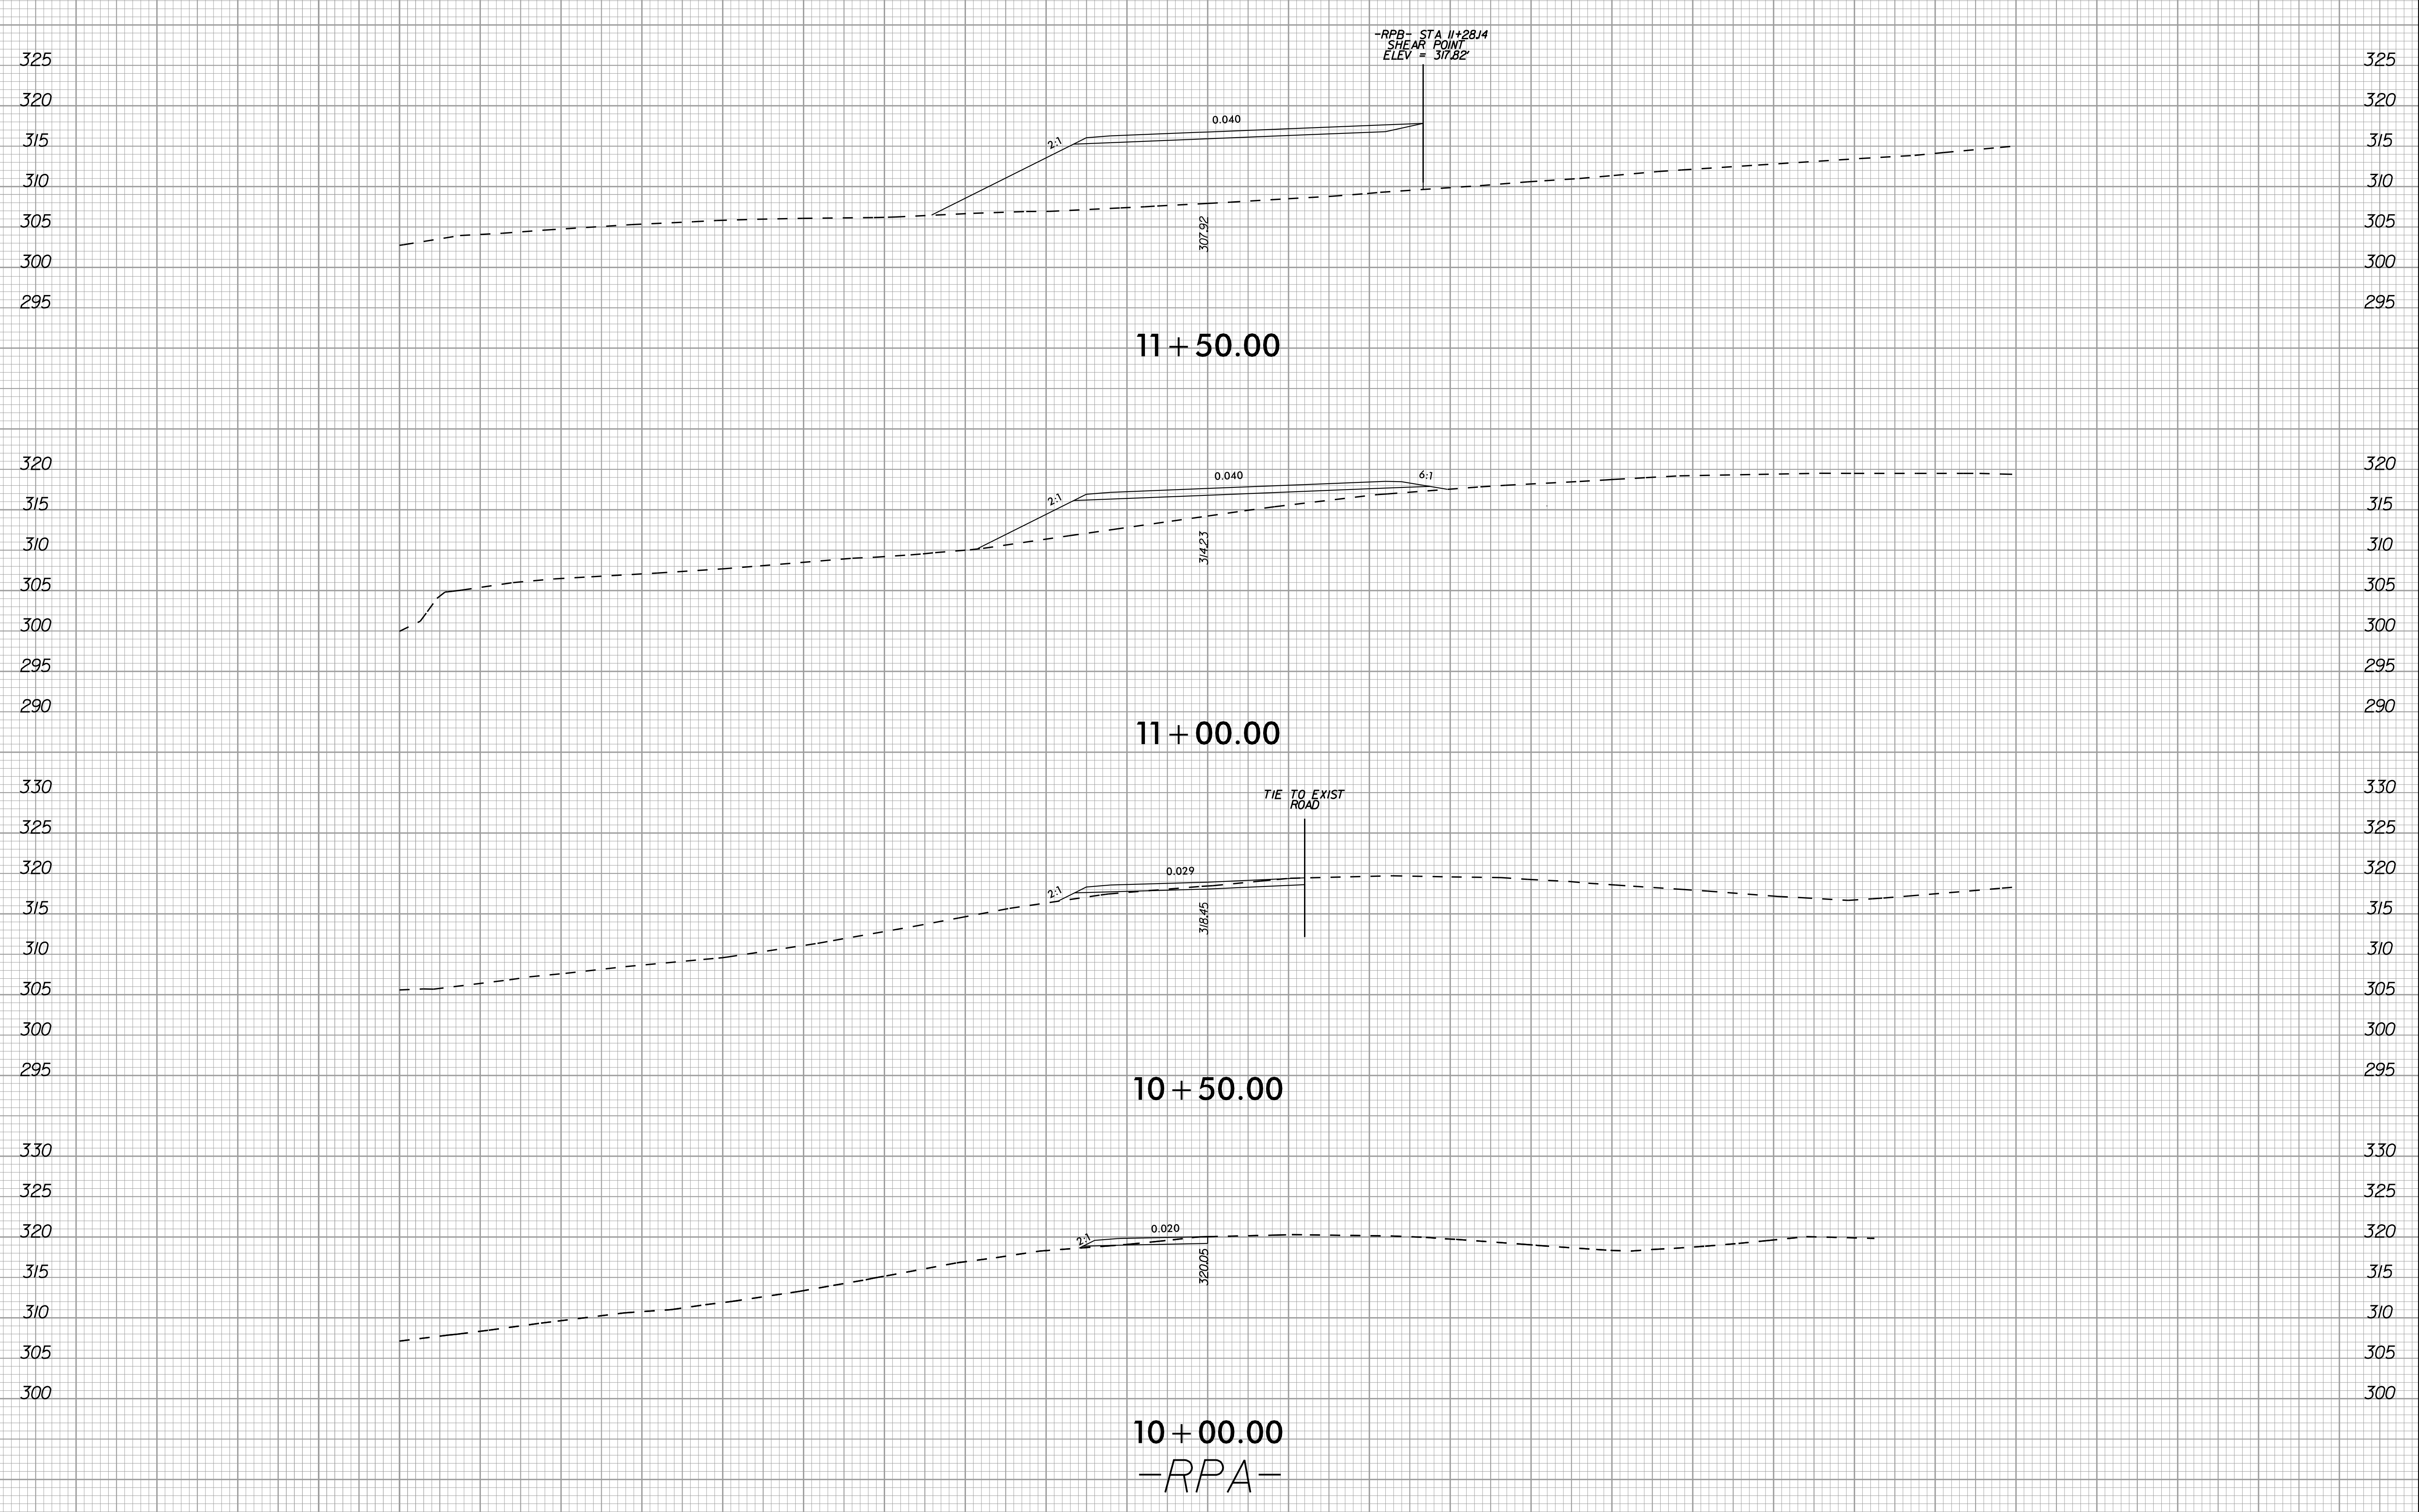 -RPB- STA 11+28.14
SHEAR POINT
ELEV = 317.82'
325 325
320 0.040 320
315 2:1 315
310 310
305 307.92 305
300 300
295 295
11+50.00
320 0.040 6:1 320
315 2:1 315
310 314.23 310
305 305
300 300
295 295
290 290
11+00.00
330 330
TIE TO EXIST
ROAD
325 325
320 0.029 320
315 2:1 318.45 315
310 310
305 305
300 300
295 295
10+50.00
330 330
325 325
320 2:1 0.020 320
315 320.05 315
310 310
305 305
300 300
10+00.00
-RPA-